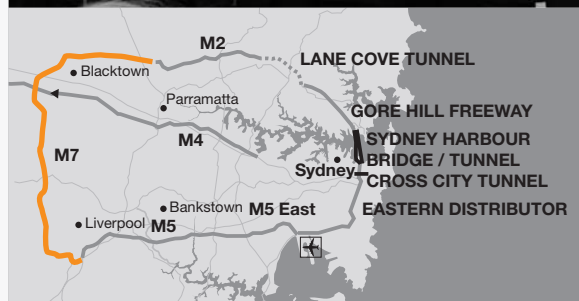 M2
LANE COVE TUNNEL
Blacktown
Parramatta
GORE HILL FREEWAY
M4
SYDNEY HARBOUR
BRIDGE / TUNNEL
Sydney
CROSS CITY TUNNEL
M7
Bankstown
M5 East
EASTERN DISTRIBUTOR
Liverpool
M5